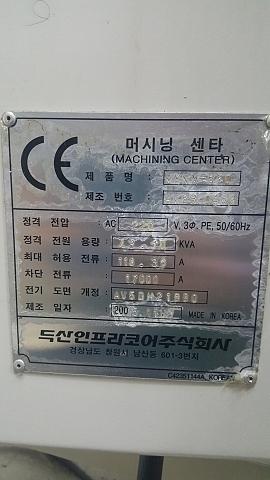 CE
머시닝 센타
(MACHINING CENTER)
제 품 명 :
제조 번호 :
정격 전압 : AC V, 3Φ, PE, 50/60Hz
정격 전원 용량 : KVA
최대 허용 전류 : A
차단 전류 : 17000 A
전기 도면 개정 :
제조 일자 : 200 MADE IN KOREA
두산인프라코어주식회사
경상남도 창원시 남산동 601-3번지
C42351144A, KOREAN